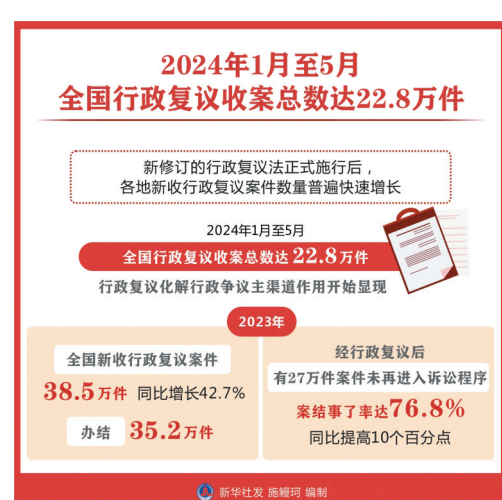 2024年1月至5月
全国行政复议收案总数达22.8万件
新修订的行政复议法正式施行后，
各地新收行政复议案件数量普遍快速增长
2024年1月至5月
全国行政复议收案总数达 22.8万件
行政复议化解行政争议主渠道作用开始显现
2023年
全国新收行政复议案件
38.5万件 同比增长42.7%
办结 35.2万件
经行政复议后
有27万件案件未再进入诉讼程序
案结事了率达76.8%
同比提高10个百分点
新华社发 施鳗珂 编制